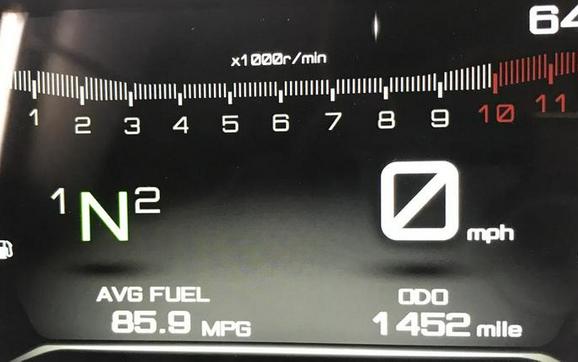 64
x1000r/min
1 2 3 4 5 6 7 8 9 10 11
1N2
0 mph
AVG FUEL ODO
85.9 MPG 1452 mile